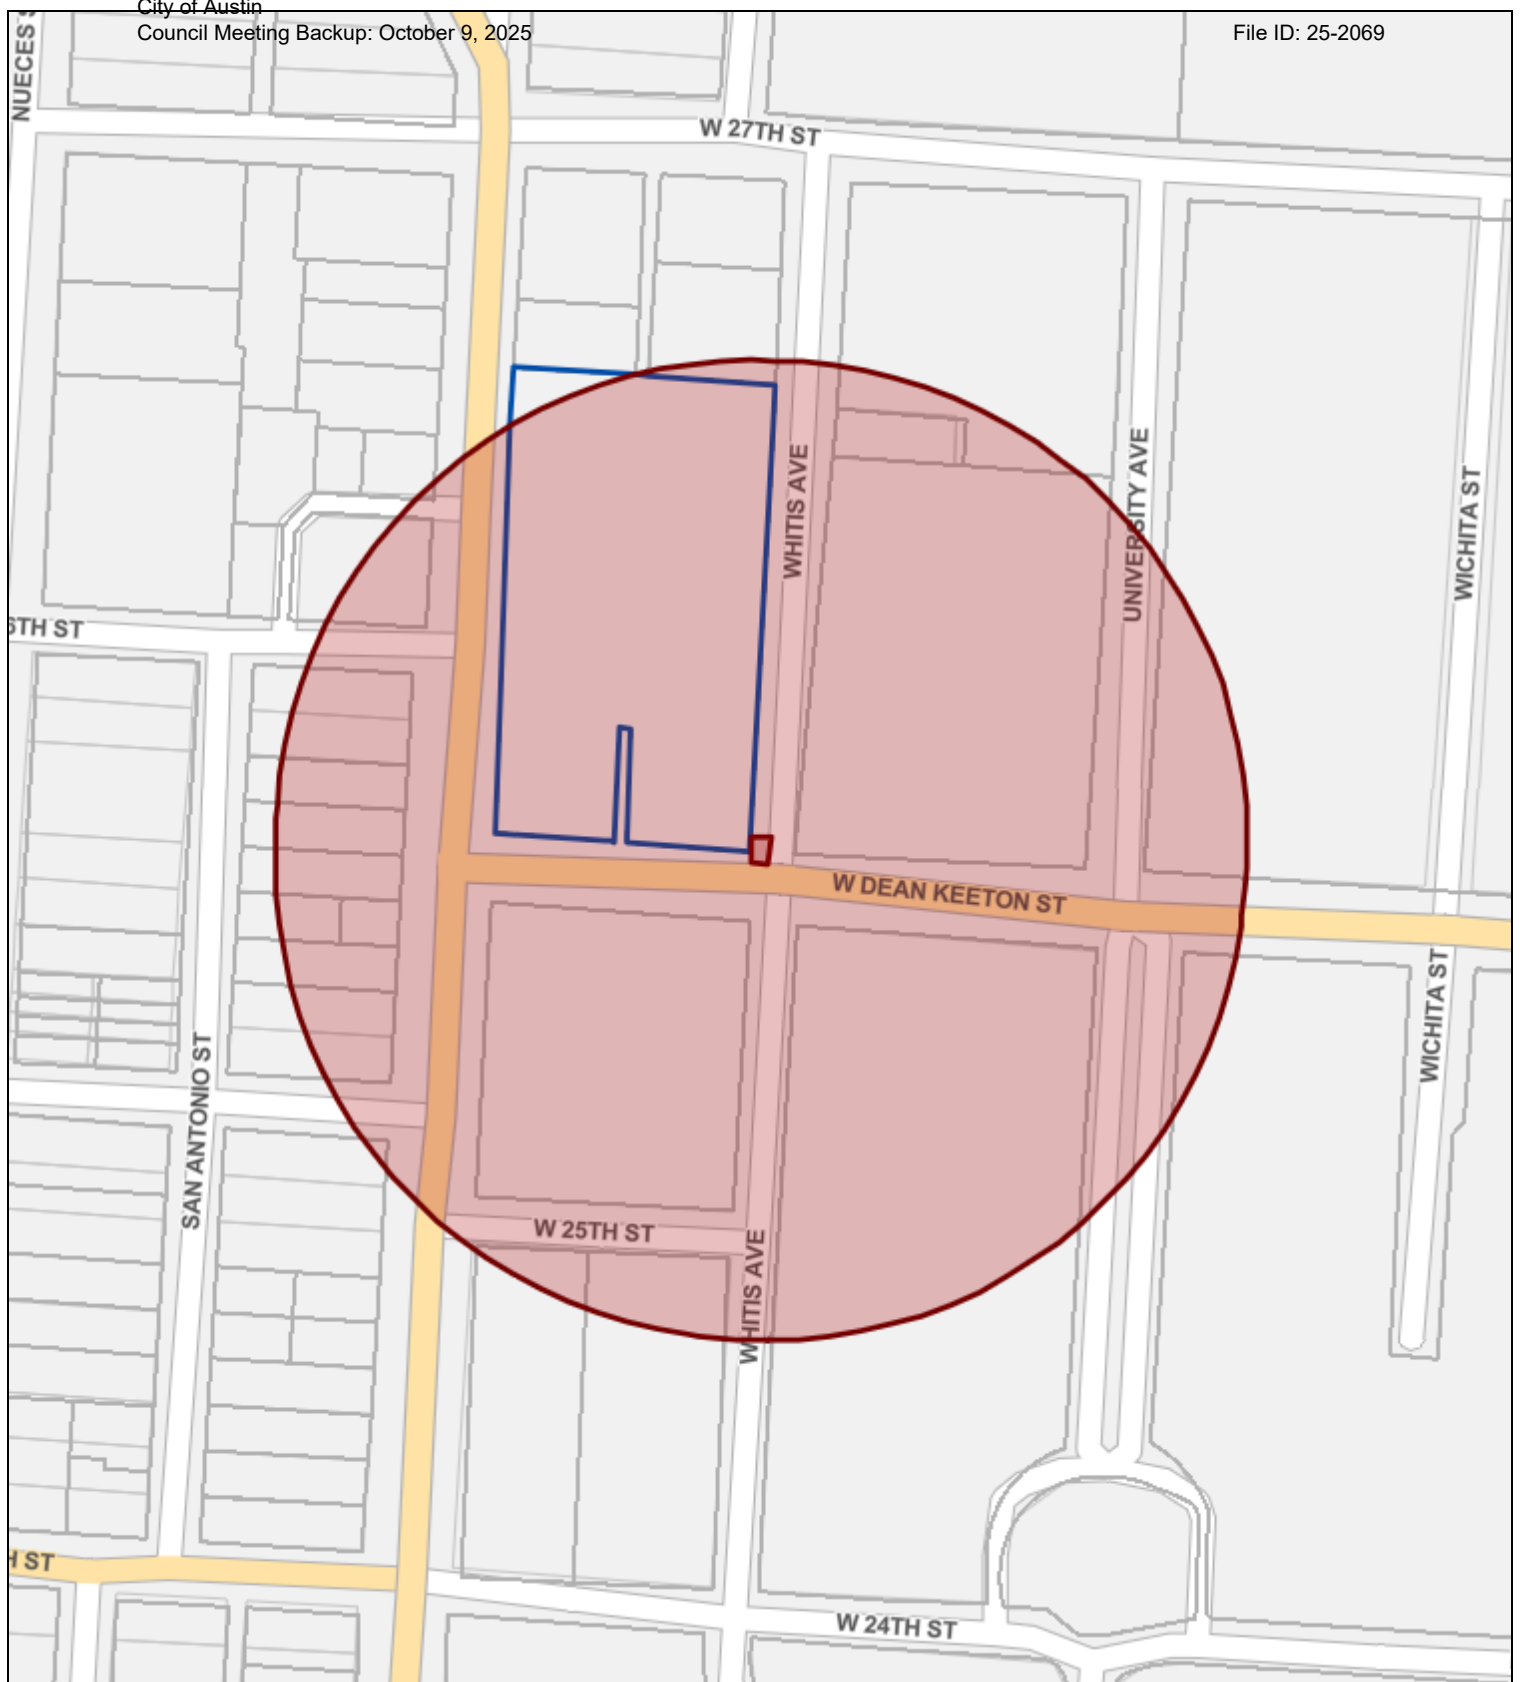 City of Austin
Council Meeting Backup: October 9, 2025
File ID: 25-2069
NUECES S
W 27TH ST
WHITIS AVE
UNIVERSITY AVE
WICHITA ST
6TH ST
W DEAN KEETON ST
WICHITA ST
SAN ANTONIO ST
W 25TH ST
WHITIS AVE
H ST
W 24TH ST